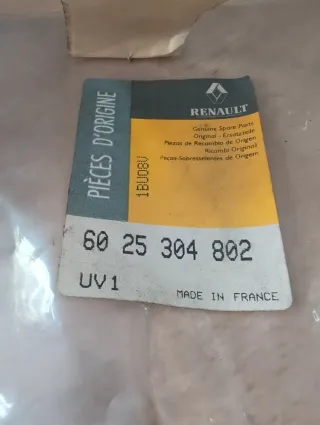 PIÈCES D'ORIGINE
1BU08V
RENAULT
Genuine Spare Parts
Original - Ersatzteile
Piezas de Recambio de Origen
Ricambi Originali
Peças-Sobresselentes de Origem
60 25 304 802
UV1
MADE IN FRANCE